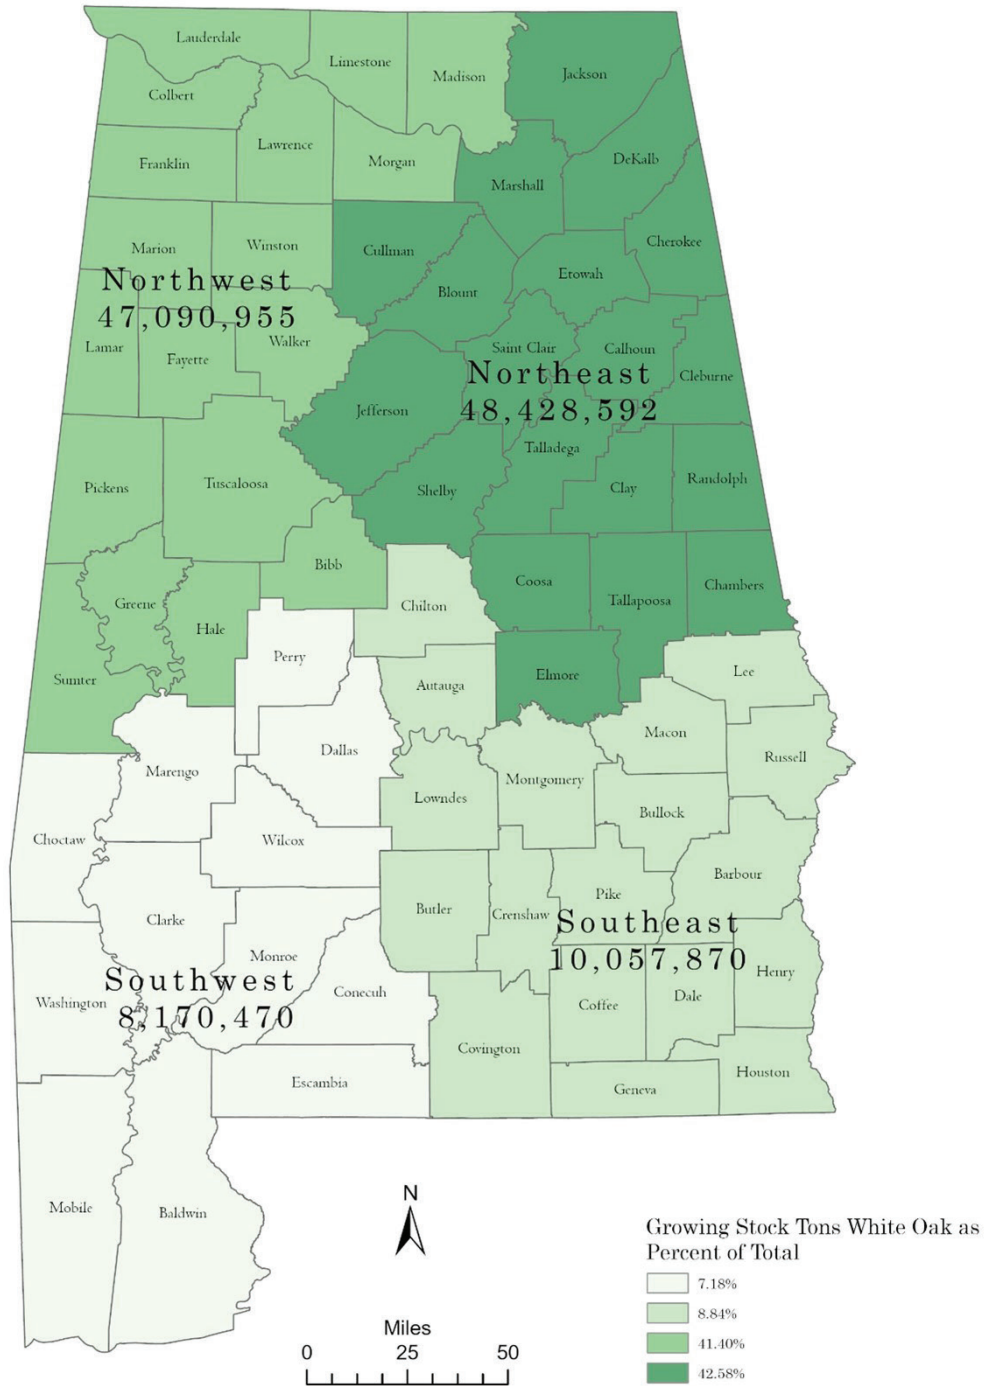 Lauderdale
Limestone
Madison
Jackson
Colbert
Lawrence
Franklin
Morgan
DeKalb
Marshall
Marion
Winston
Cullman
Cherokee
Etowah
Blount
Northwest
47,090,955
Lamar
Fayette
Walker
Saint Clair
Calhoun
Cleburne
Northeast
48,428,592
Jefferson
Talladega
Pickens
Tuscaloosa
Shelby
Clay
Randolph
Bibb
Coosa
Tallapoosa
Chambers
Greene
Hale
Chilton
Sumter
Perry
Autauga
Elmore
Lee
Marengo
Dallas
Macon
Russell
Lowndes
Montgomery
Bullock
Choctaw
Wilcox
Barbour
Clarke
Butler
Crenshaw
Pike
Southeast
10,057,870
Monroe
Southwest
8,170,470
Washington
Conecuh
Coffee
Dale
Henry
Covington
Escambia
Geneva
Houston
Mobile
Baldwin
N
Miles
0 25 50
Growing Stock Tons White Oak as
Percent of Total
7.18%
8.84%
41.40%
42.58%